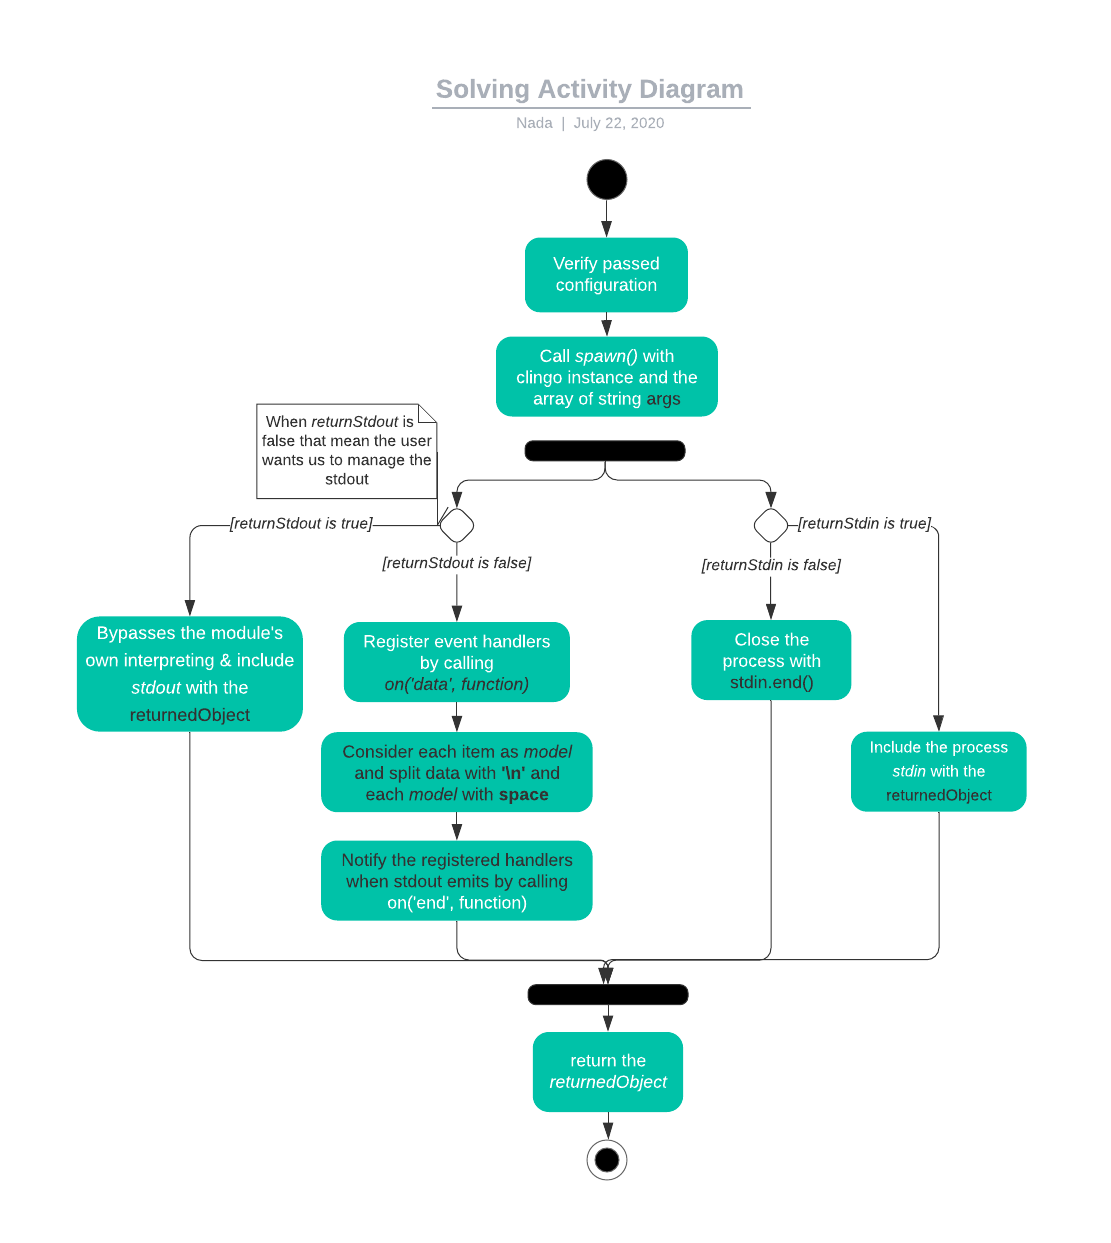 Solving Activity Diagram
Nada | July 22, 2020
Verify passed
configuration
Call spawn() with
clingo instance and the
array of string args
When returnStdout is
false that mean the user
wants us to manage the
stdout
[returnStdout is true]
[returnStdin is true]
[returnStdout is false]
[returnStdin is false]
Bypasses the module's
own interpreting & include
stdout with the
returnedObject
Register event handlers
by calling
on('data', function)
Close the
process with
stdin.end()
Consider each item as model
and split data with '\n' and
each model with space
Include the process
stdin with the
returnedObject
Notify the registered handlers
when stdout emits by calling
on('end', function)
return the
returnedObject